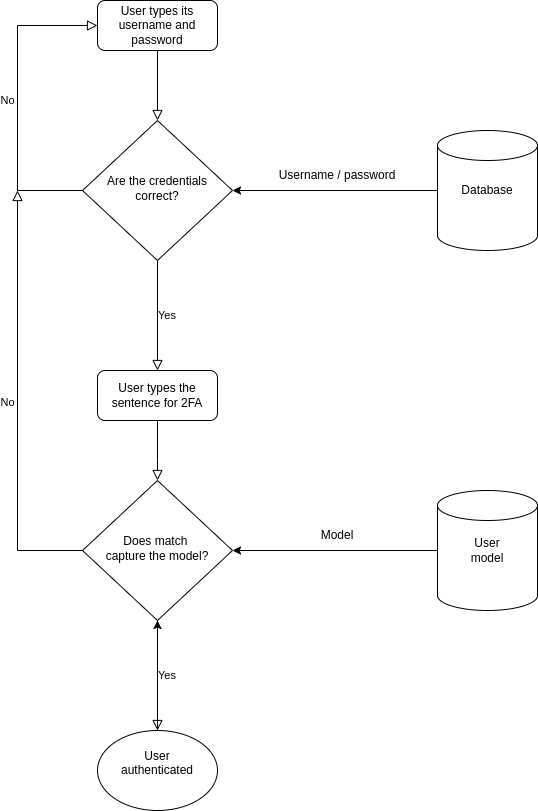 User types its
username and
password
No
Are the credentials
correct?
Username / password
Database
Yes
User types the
sentence for 2FA
No
Does match
capture the model?
Model
User
model
Yes
User
authenticated